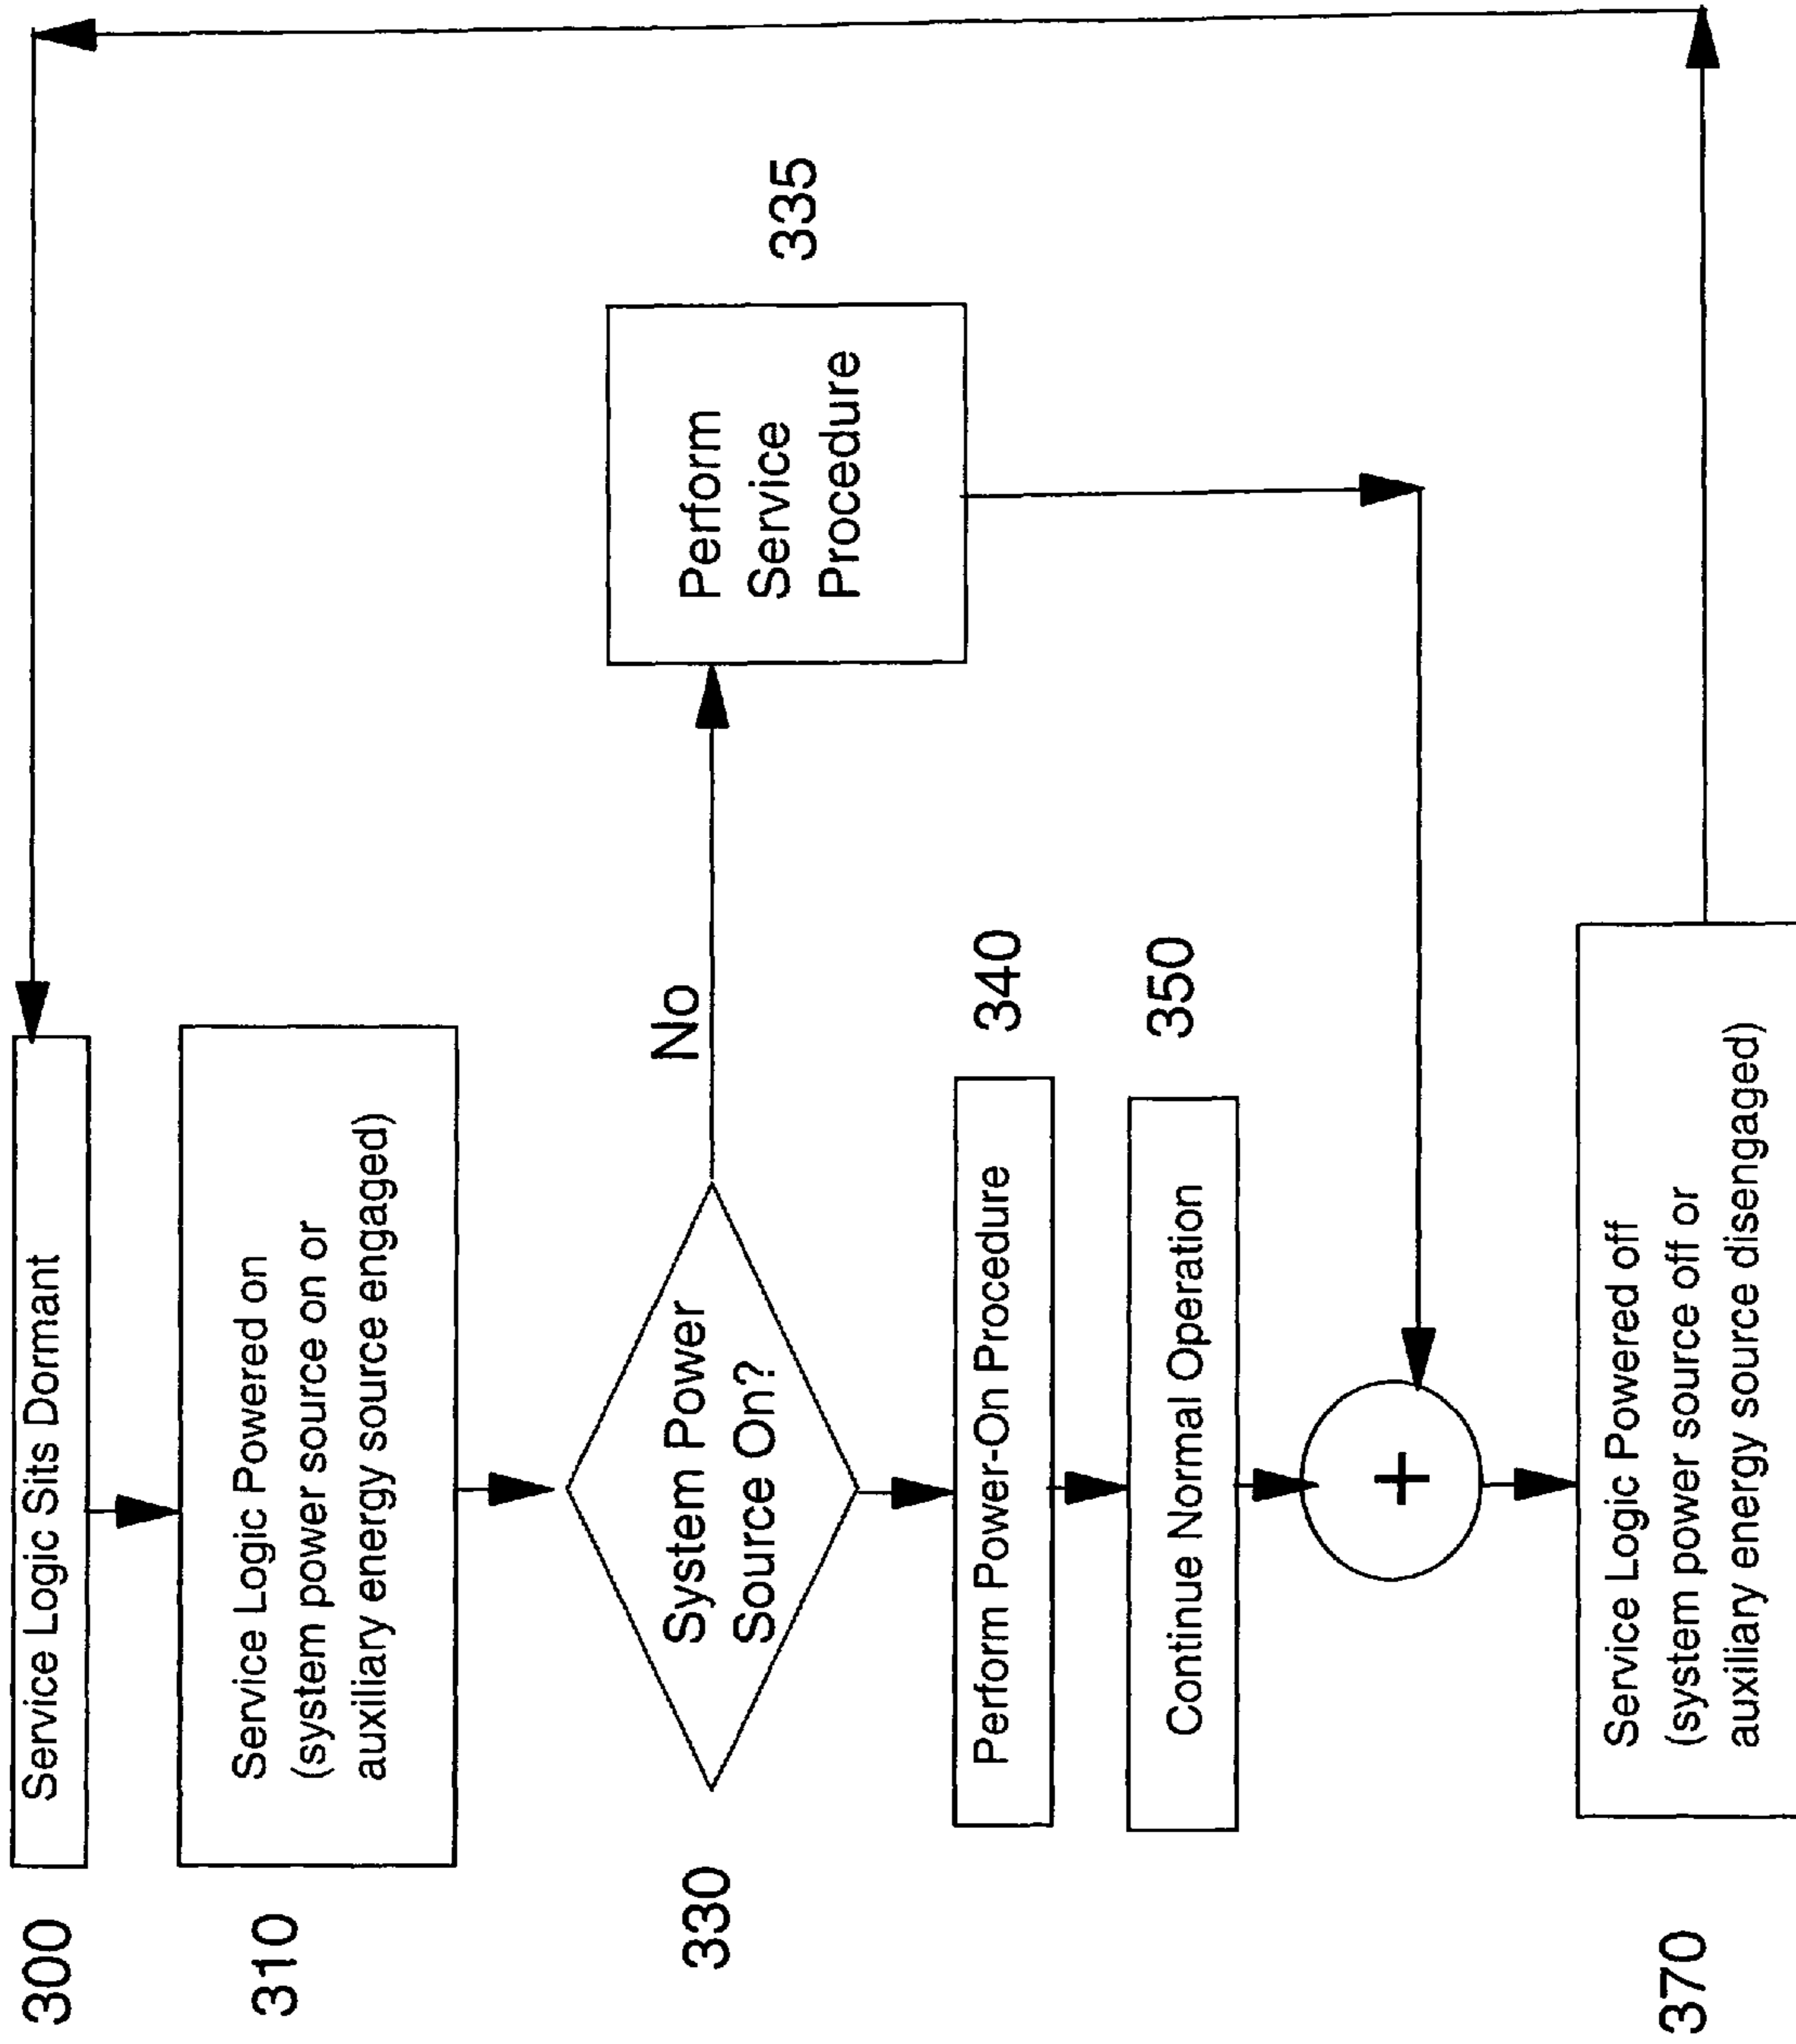 300
Service Logic Sits Dormant
310
Service Logic Powered on
(system power source on or
auxiliary energy source engaged)
330
System Power
Source On?
No
Perform
Service
Procedure
335
Perform Power-On Procedure
340
Continue Normal Operation
350
+
370
Service Logic Powered off
(system power source off or
auxiliary energy source disengaged)